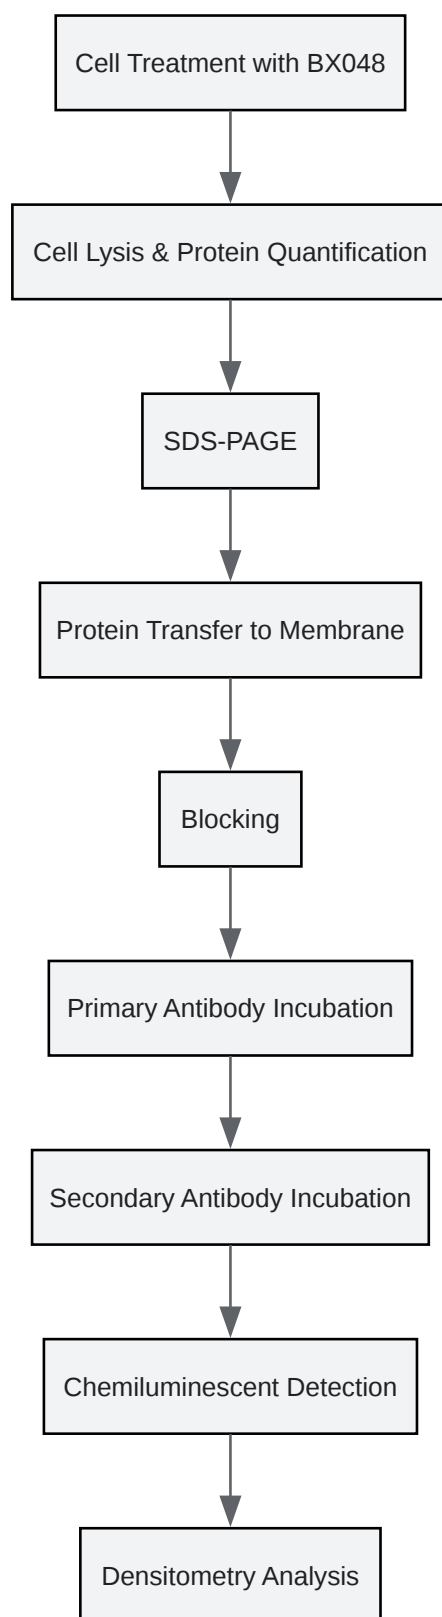 Cell Treatment with BX048
Cell Lysis & Protein Quantification
SDS-PAGE
Protein Transfer to Membrane
Blocking
Primary Antibody Incubation
Secondary Antibody Incubation
Chemiluminescent Detection
Densitometry Analysis